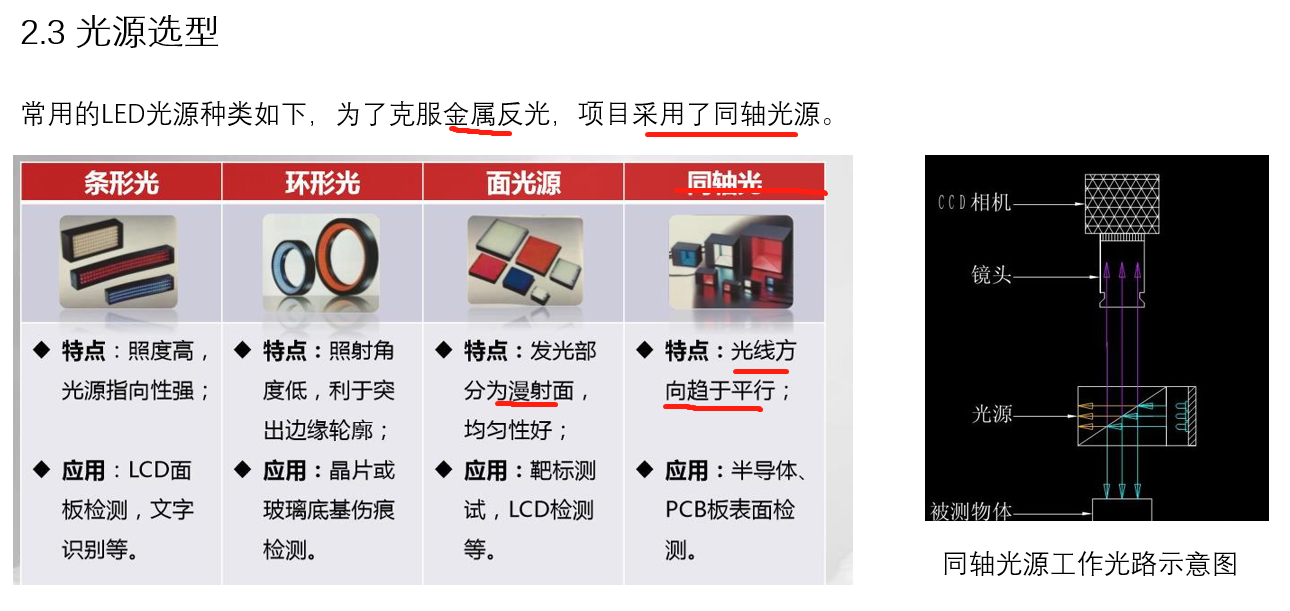 2.3 光源选型
常用的LED光源种类如下，为了克服金属反光，项目采用了同轴光源。
条形光
环形光
面光源
同轴光
◆ 特点：照度高，
光源指向性强；
◆ 应用：LCD面
板检测，文字
识别等。
◆ 特点：照射角
度低，利于突
出边缘轮廓；
◆ 应用：晶片或
玻璃底基伤痕
检测。
◆ 特点：发光部
分为漫射面，
均匀性好；
◆ 应用：靶标测
试，LCD检测
等。
◆ 特点：光线方
向趋于平行；
◆ 应用：半导体、
PCB板表面检
测。
CCD相机
镜头
光源
被测物体
同轴光源工作光路示意图